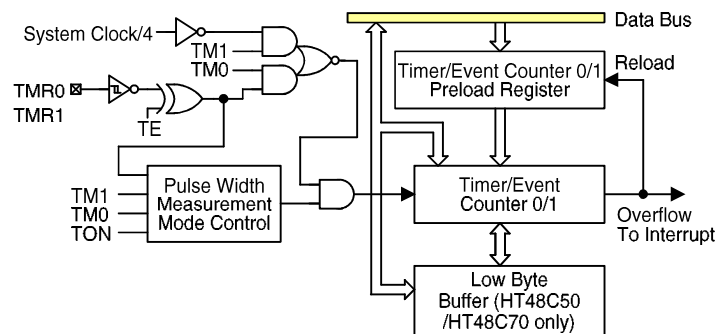 System Clock/4
TM1
TM0
TMR0
TMR1
TE
TM1
TM0
TON
Pulse Width
Measurement
Mode Control
Data Bus
Timer/Event Counter 0/1
Preload Register
Reload
Timer/Event
Counter 0/1
Overflow
To Interrupt
Low Byte
Buffer (HT48C50
/HT48C70 only)